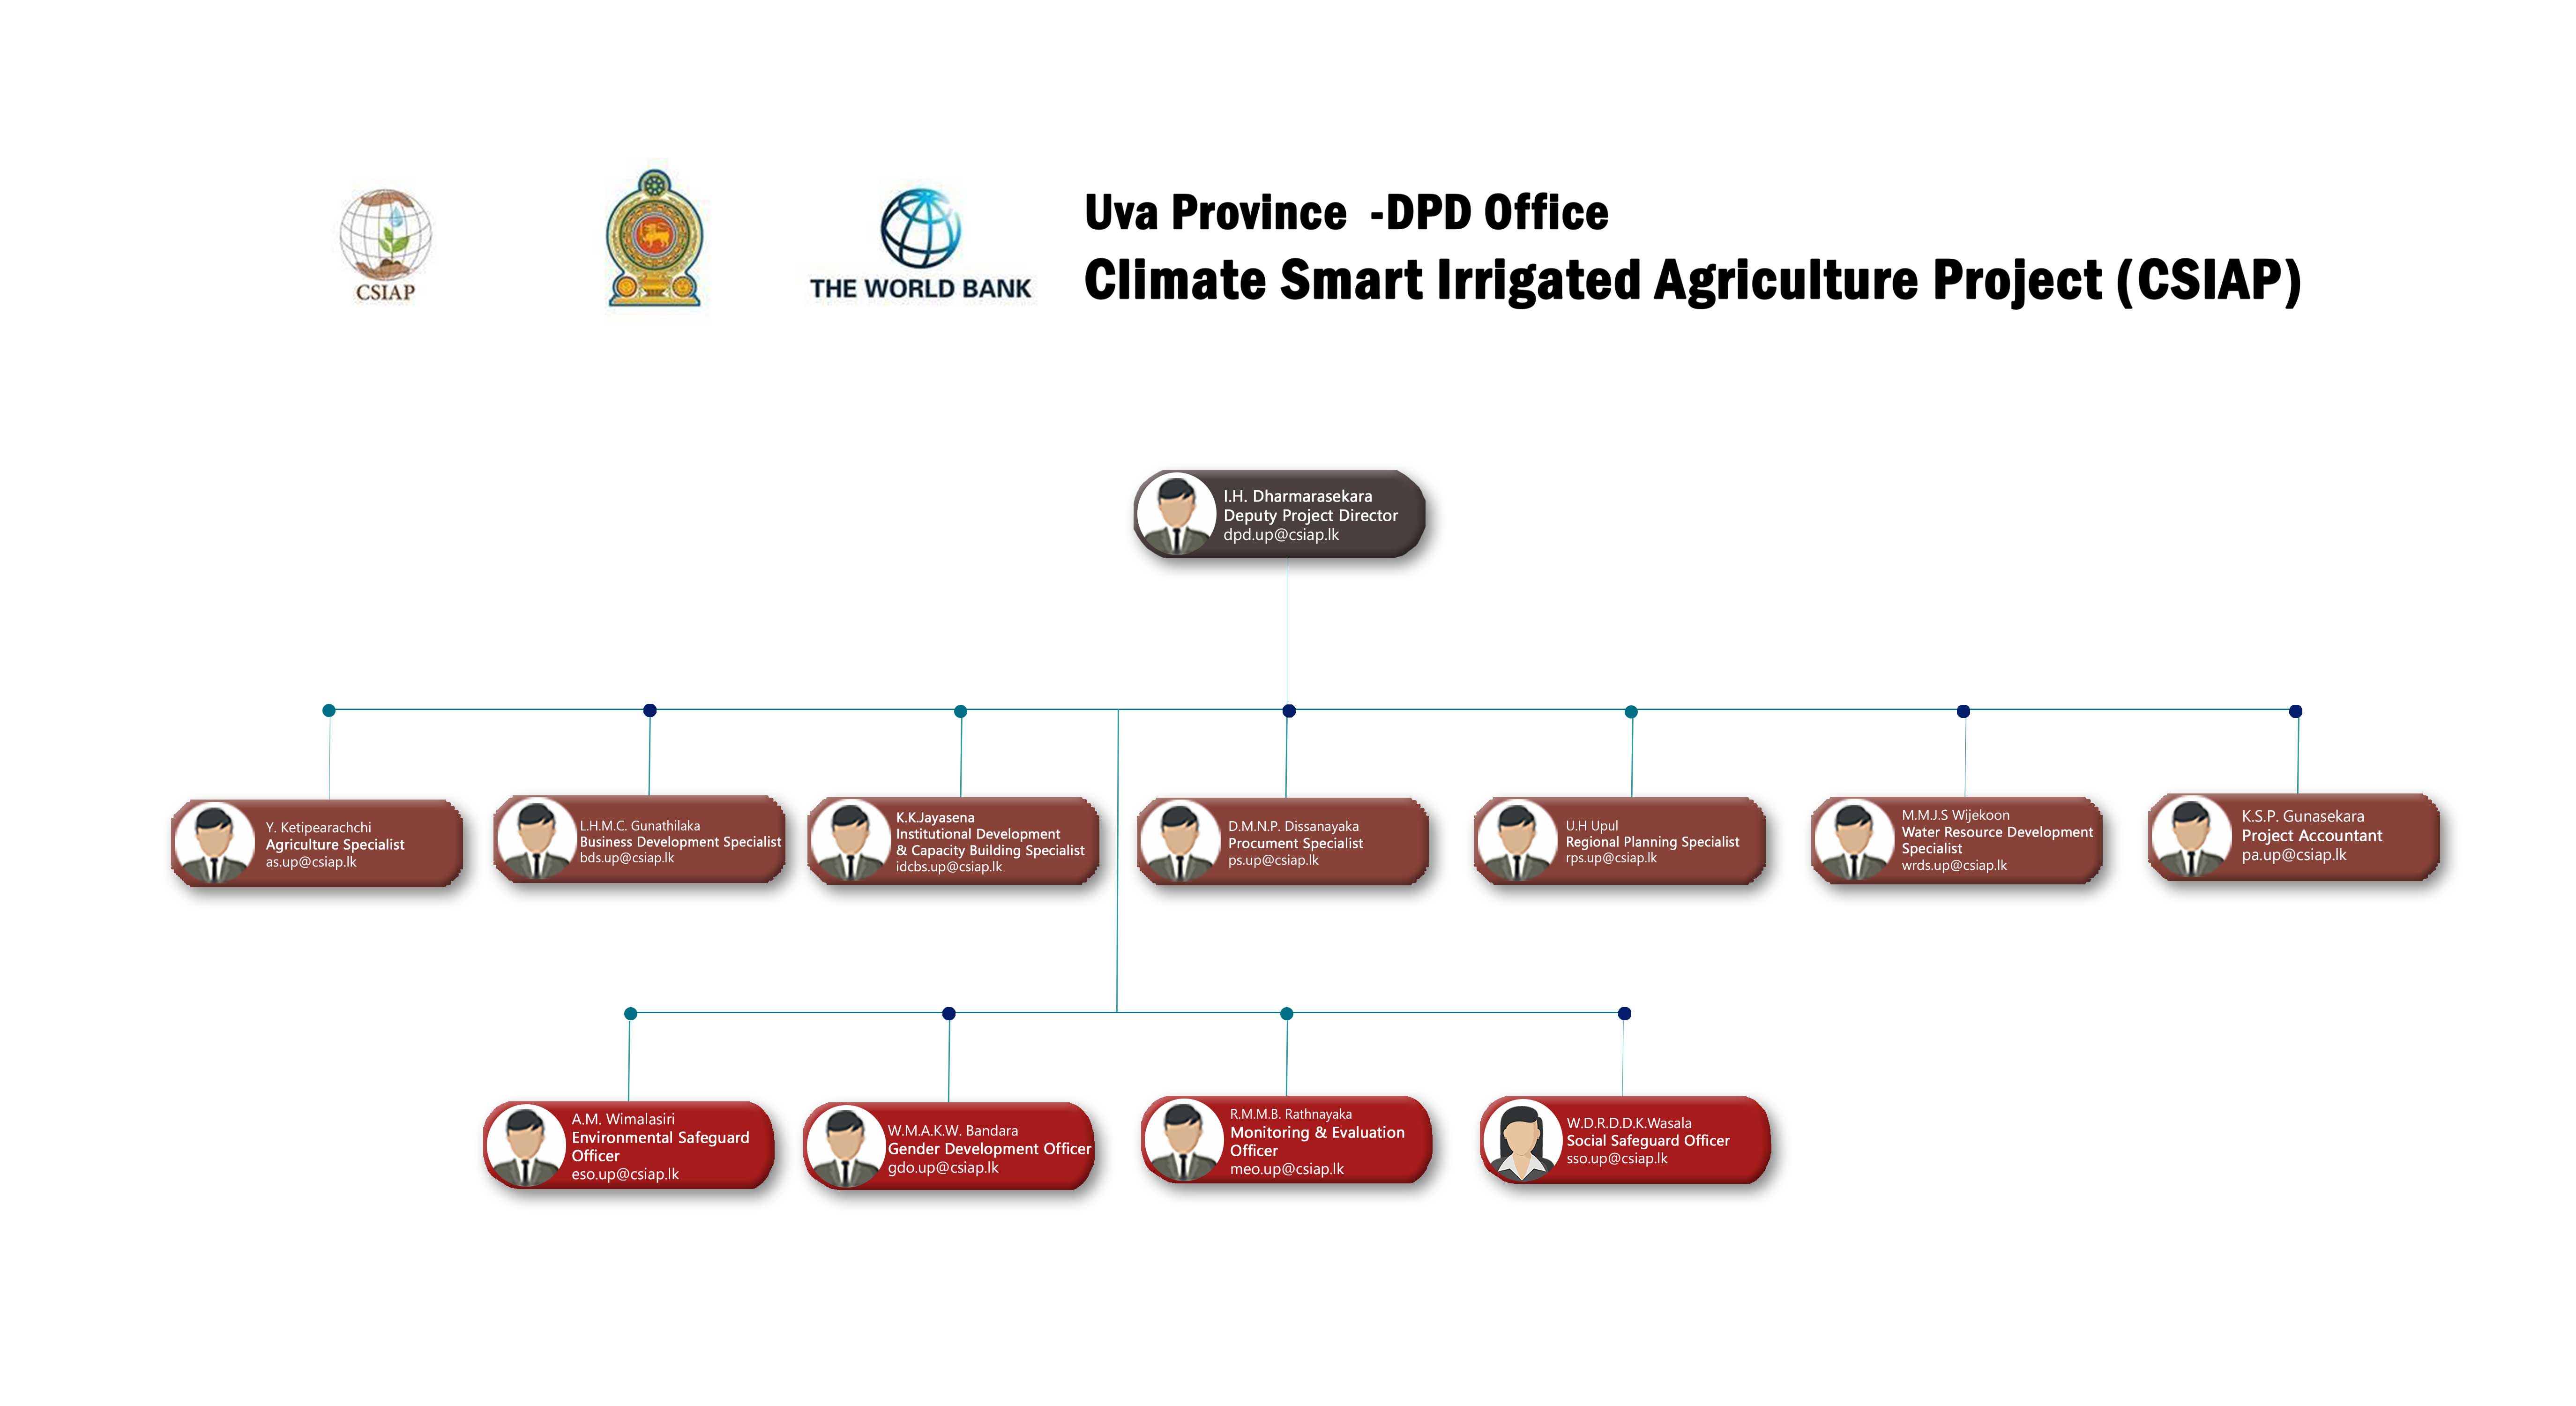 CSIAP
THE WORLD BANK
Uva Province -DPD Office
Climate Smart Irrigated Agriculture Project (CSIAP)
I.H. Dharmarasekara
Deputy Project Director
dpd.up@csiap.lk
Y. Ketipearachchi
Agriculture Specialist
as.up@csiap.lk
L.H.M.C. Gunathilaka
Business Development Specialist
bds.up@csiap.lk
K.K.Jayasena
Institutional Development
& Capacity Building Specialist
idcbs.up@csiap.lk
D.M.N.P. Dissanayaka
Procument Specialist
ps.up@csiap.lk
U.H Upul
Regional Planning Specialist
rps.up@csiap.lk
M.M.J.S Wijekoon
Water Resource Development
Specialist
wrds.up@csiap.lk
K.S.P. Gunasekara
Project Accountant
pa.up@csiap.lk
A.M. Wimalasiri
Environmental Safeguard
Officer
eso.up@csiap.lk
W.M.A.K.W. Bandara
Gender Development Officer
gdo.up@csiap.lk
R.M.M.B. Rathnayaka
Monitoring & Evaluation
Officer
meo.up@csiap.lk
W.D.R.D.D.K.Wasala
Social Safeguard Officer
sso.up@csiap.lk